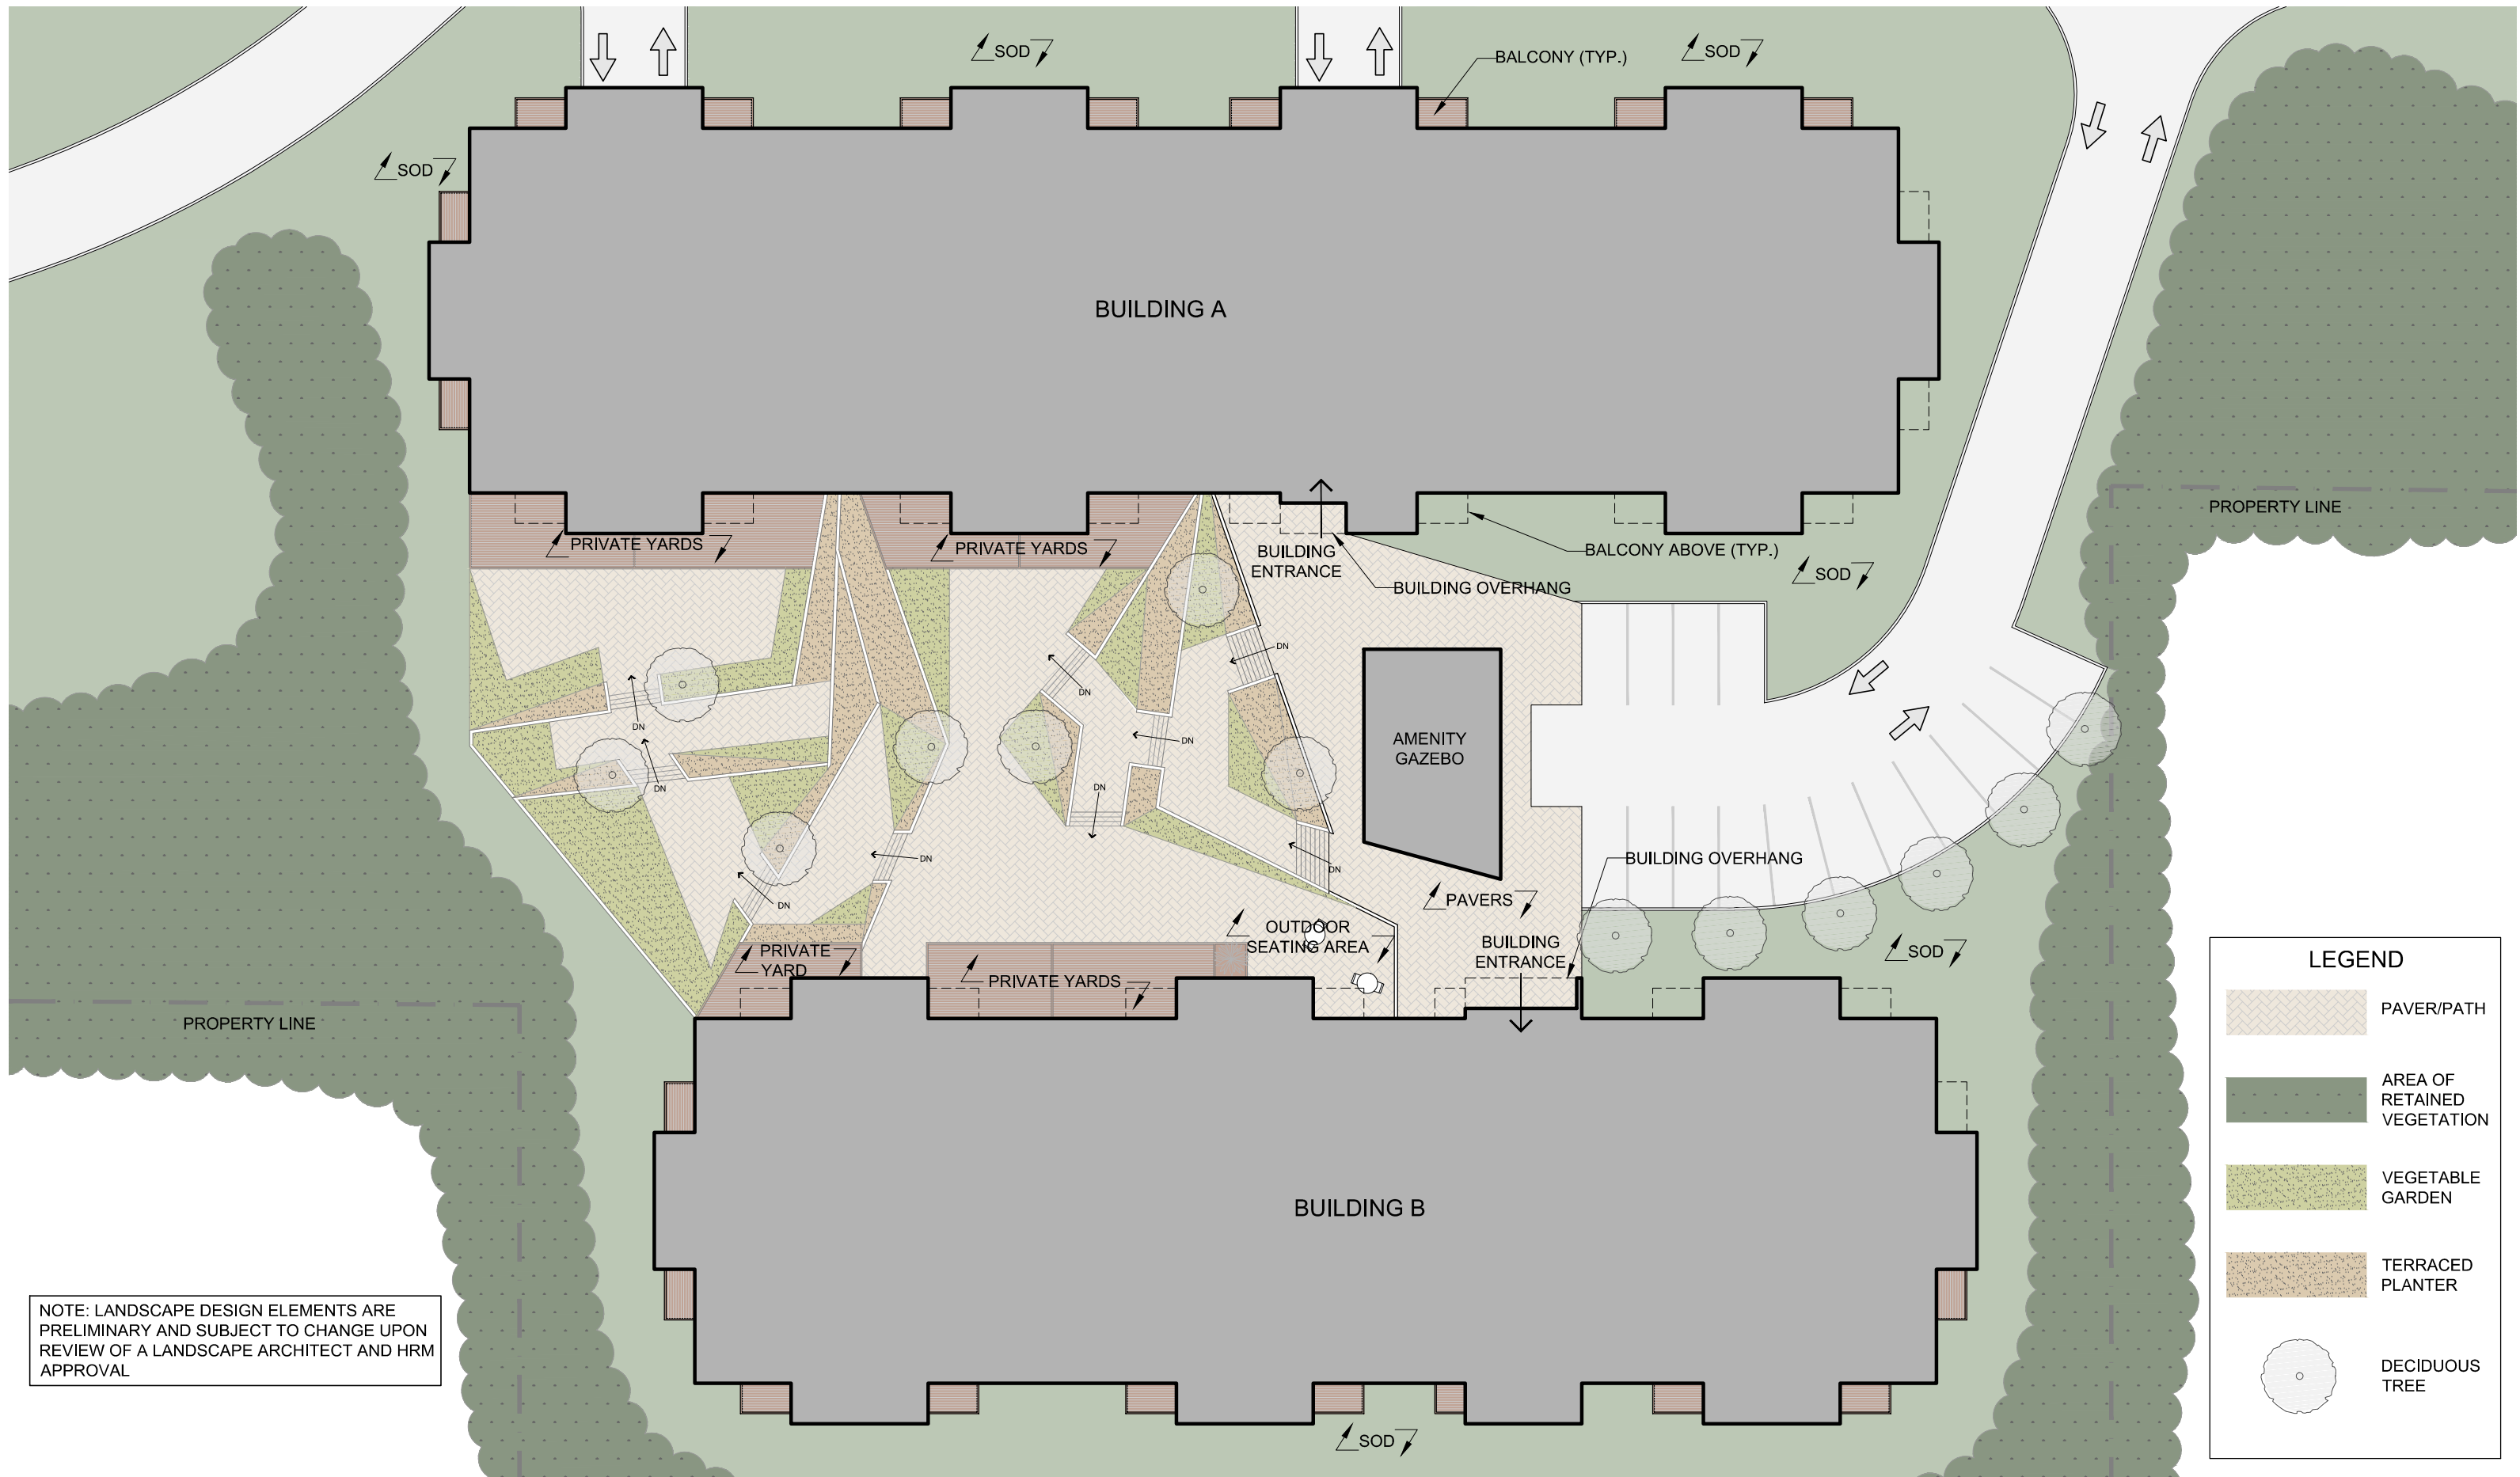 SOD
BALCONY (TYP.)
SOD
SOD
BUILDING A
PROPERTY LINE
PRIVATE YARDS
PRIVATE YARDS
BUILDING
ENTRANCE
BALCONY ABOVE (TYP.)
SOD
BUILDING OVERHANG
DN
DN
DN
DN
DN
DN
DN
DN
DN
DN
AMENITY
GAZEBO
BUILDING OVERHANG
PAVERS
OUTDOOR
SEATING AREA
BUILDING
ENTRANCE
SOD
PRIVATE
YARD
PRIVATE YARDS
PROPERTY LINE
BUILDING B
SOD
NOTE: LANDSCAPE DESIGN ELEMENTS ARE
PRELIMINARY AND SUBJECT TO CHANGE UPON
REVIEW OF A LANDSCAPE ARCHITECT AND HRM
APPROVAL
LEGEND
PAVER/PATH
AREA OF
RETAINED
VEGETATION
VEGETABLE
GARDEN
TERRACED
PLANTER
DECIDUOUS
TREE